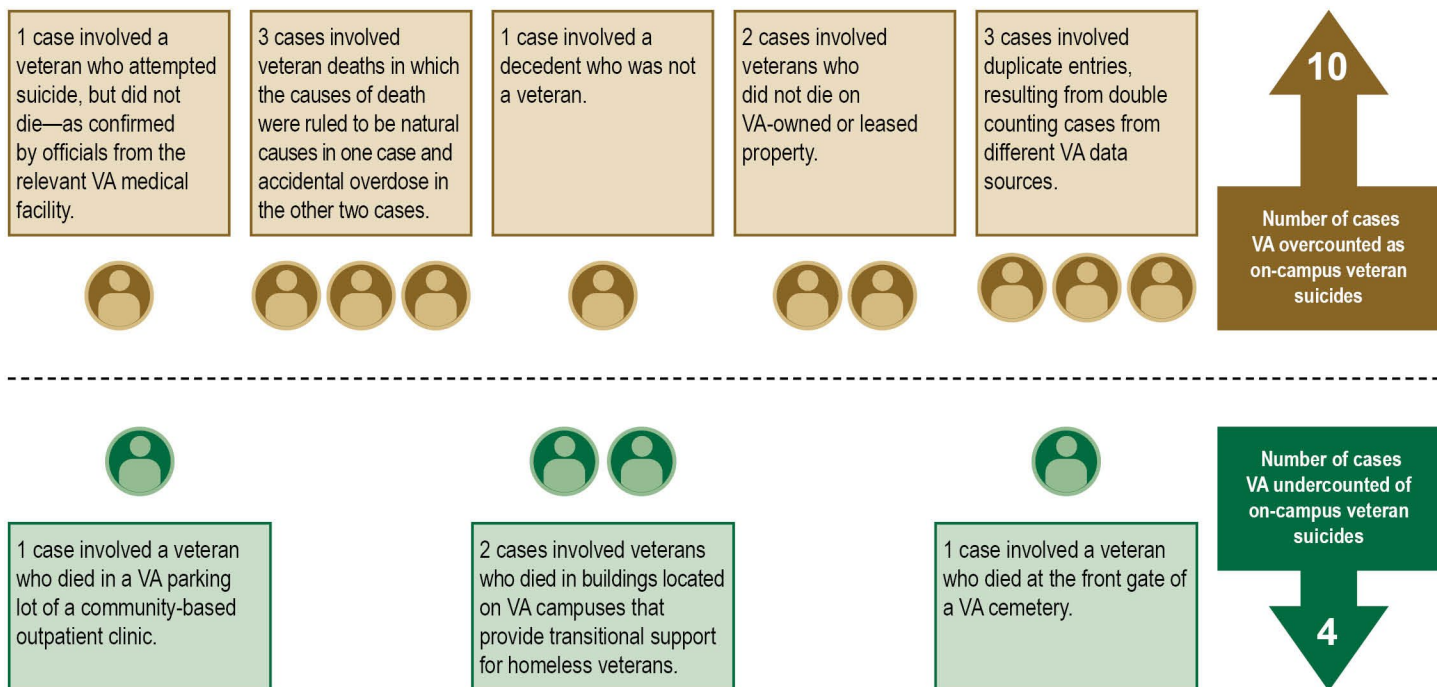 1 case involved a
veteran who attempted
suicide, but did not
die—as confirmed
by officials from the
relevant VA medical
facility.
3 cases involved
veteran deaths in which
the causes of death
were ruled to be natural
causes in one case and
accidental overdose in
the other two cases.
1 case involved a
decedent who was not
a veteran.
2 cases involved
veterans who
did not die on
VA-owned or leased
property.
3 cases involved
duplicate entries,
resulting from double
counting cases from
different VA data
sources.
10
Number of cases
VA overcounted as
on-campus veteran
suicides
1 case involved a veteran
who died in a VA parking
lot of a community-based
outpatient clinic.
2 cases involved veterans
who died in buildings located
on VA campuses that
provide transitional support
for homeless veterans.
1 case involved a veteran
who died at the front gate of
a VA cemetery.
Number of cases
VA undercounted of
on-campus veteran
suicides
4